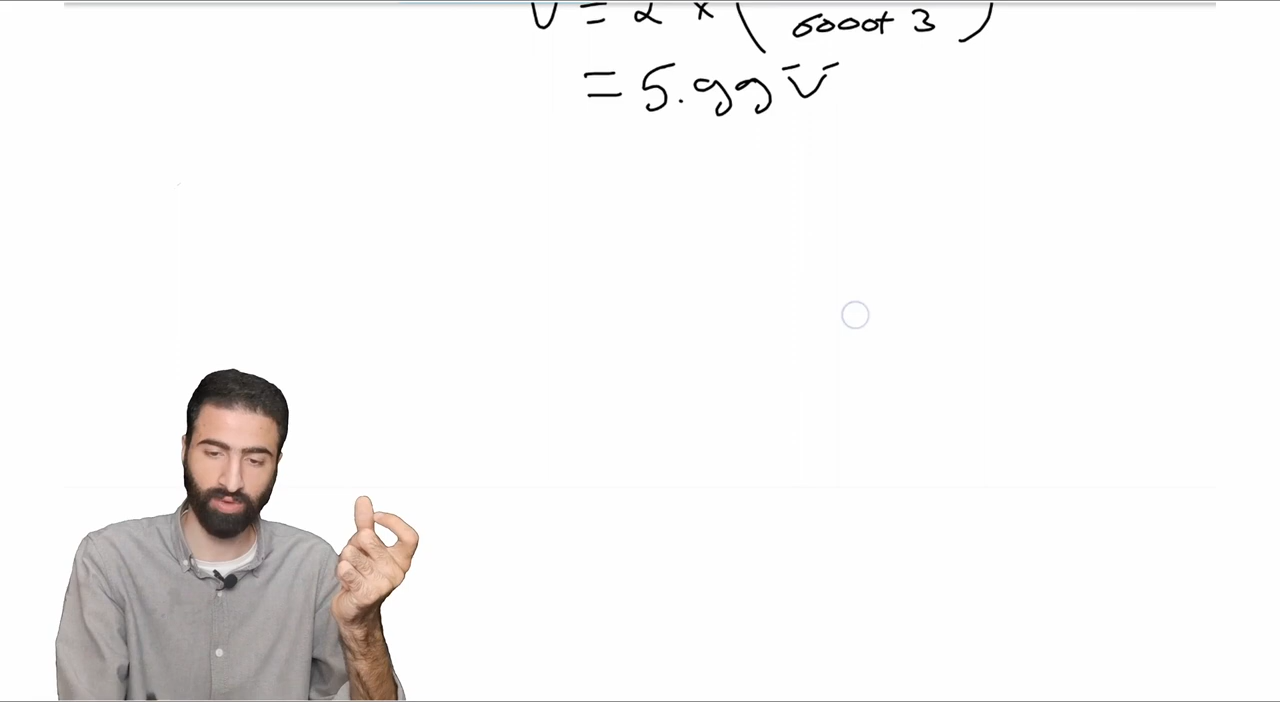 V = 2 x ( 6000+ 3 )
= 5.99 V